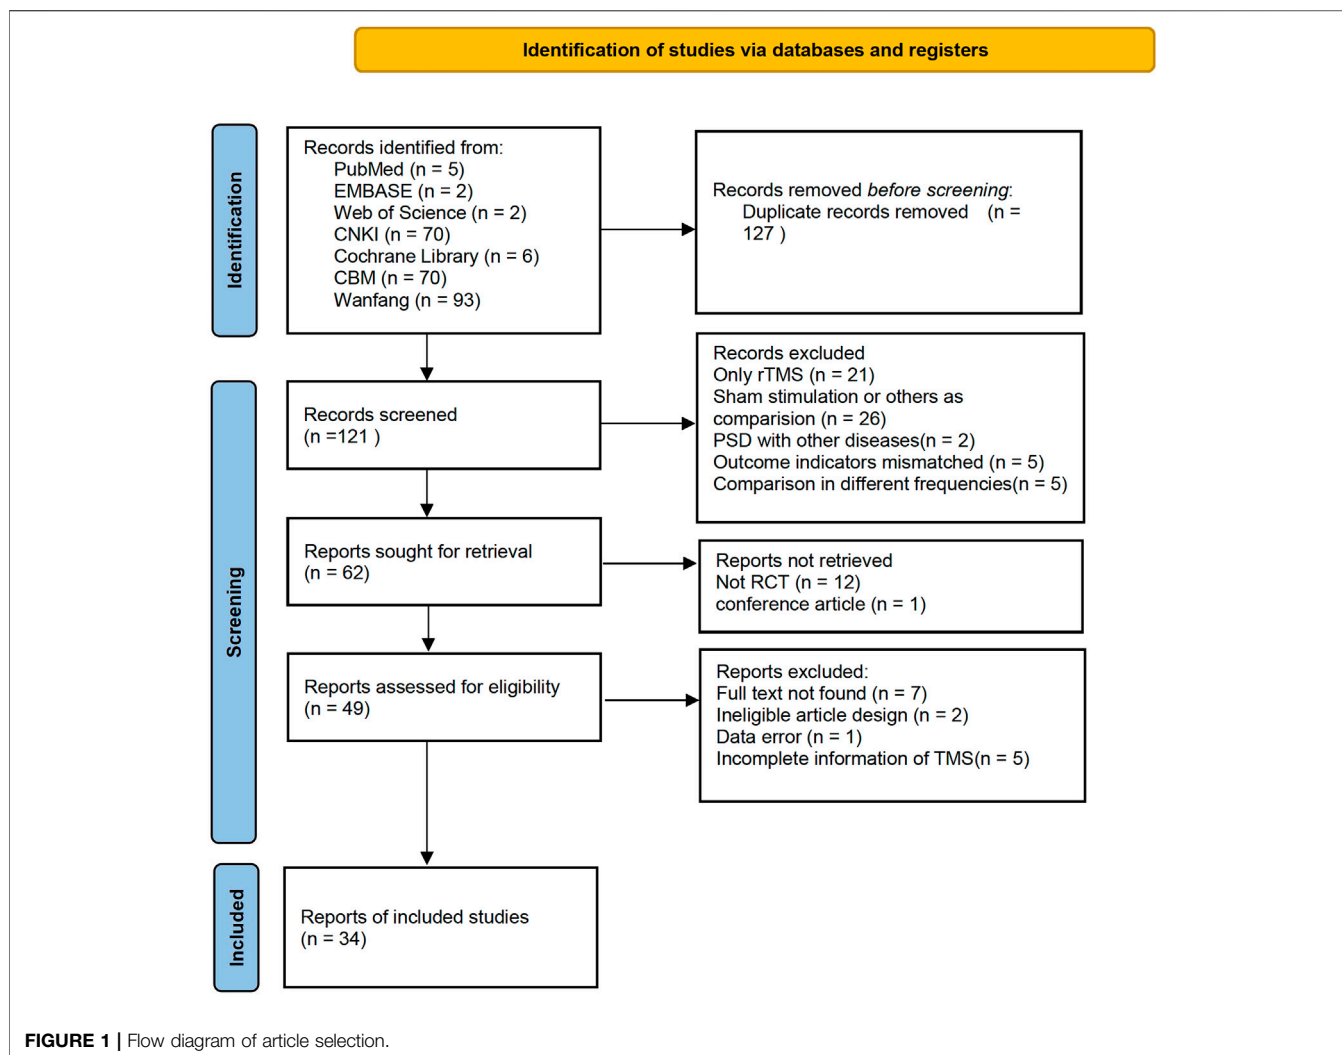 Identification of studies via databases and registers
Identification
Records identified from:
PubMed (n = 5)
EMBASE (n = 2)
Web of Science (n = 2)
CNKI (n = 70)
Cochrane Library (n = 6)
CBM (n = 70)
Wanfang (n = 93)
Records removed before screening:
Duplicate records removed (n =
127 )
Screening
Records screened
(n =121 )
Records excluded
Only rTMS (n = 21)
Sham stimulation or others as
comparision (n = 26)
PSD with other diseases(n = 2)
Outcome indicators mismatched (n = 5)
Comparison in different frequencies(n = 5)
Reports sought for retrieval
(n = 62)
Reports not retrieved
Not RCT (n = 12)
conference article (n = 1)
Reports assessed for eligibility
(n = 49)
Reports excluded:
Full text not found (n = 7)
Ineligible article design (n = 2)
Data error (n = 1)
Incomplete information of TMS(n = 5)
Included
Reports of included studies
(n = 34)
FIGURE 1 | Flow diagram of article selection.